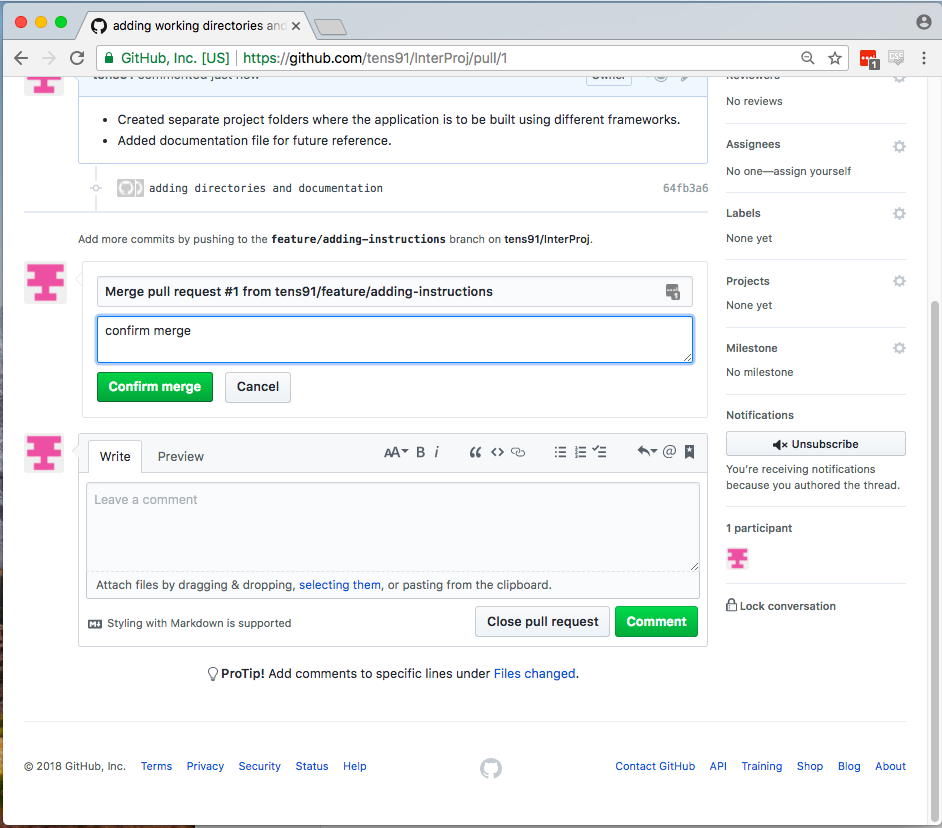 adding working directories and
GitHub, Inc. [US] https://github.com/tens91/InterProj/pull/1
1
Reviewers
No reviews
Created separate project folders where the application is to be built using different frameworks.
Added documentation file for future reference.
Assignees
No one—assign yourself
adding directories and documentation 64fb3a6
Labels
None yet
Add more commits by pushing to the feature/adding-instructions branch on tens91/InterProj.
Projects
None yet
Merge pull request #1 from tens91/feature/adding-instructions
1
confirm merge
Confirm merge Cancel
Milestone
No milestone
Notifications
Unsubscribe
You’re receiving notifications
because you authored the thread.
Write Preview
AA B i
Leave a comment
Attach files by dragging & dropping, selecting them, or pasting from the clipboard.
Styling with Markdown is supported
Close pull request Comment
1 participant
Lock conversation
ProTip! Add comments to specific lines under Files changed.
© 2018 GitHub, Inc. Terms Privacy Security Status Help
Contact GitHub API Training Shop Blog About